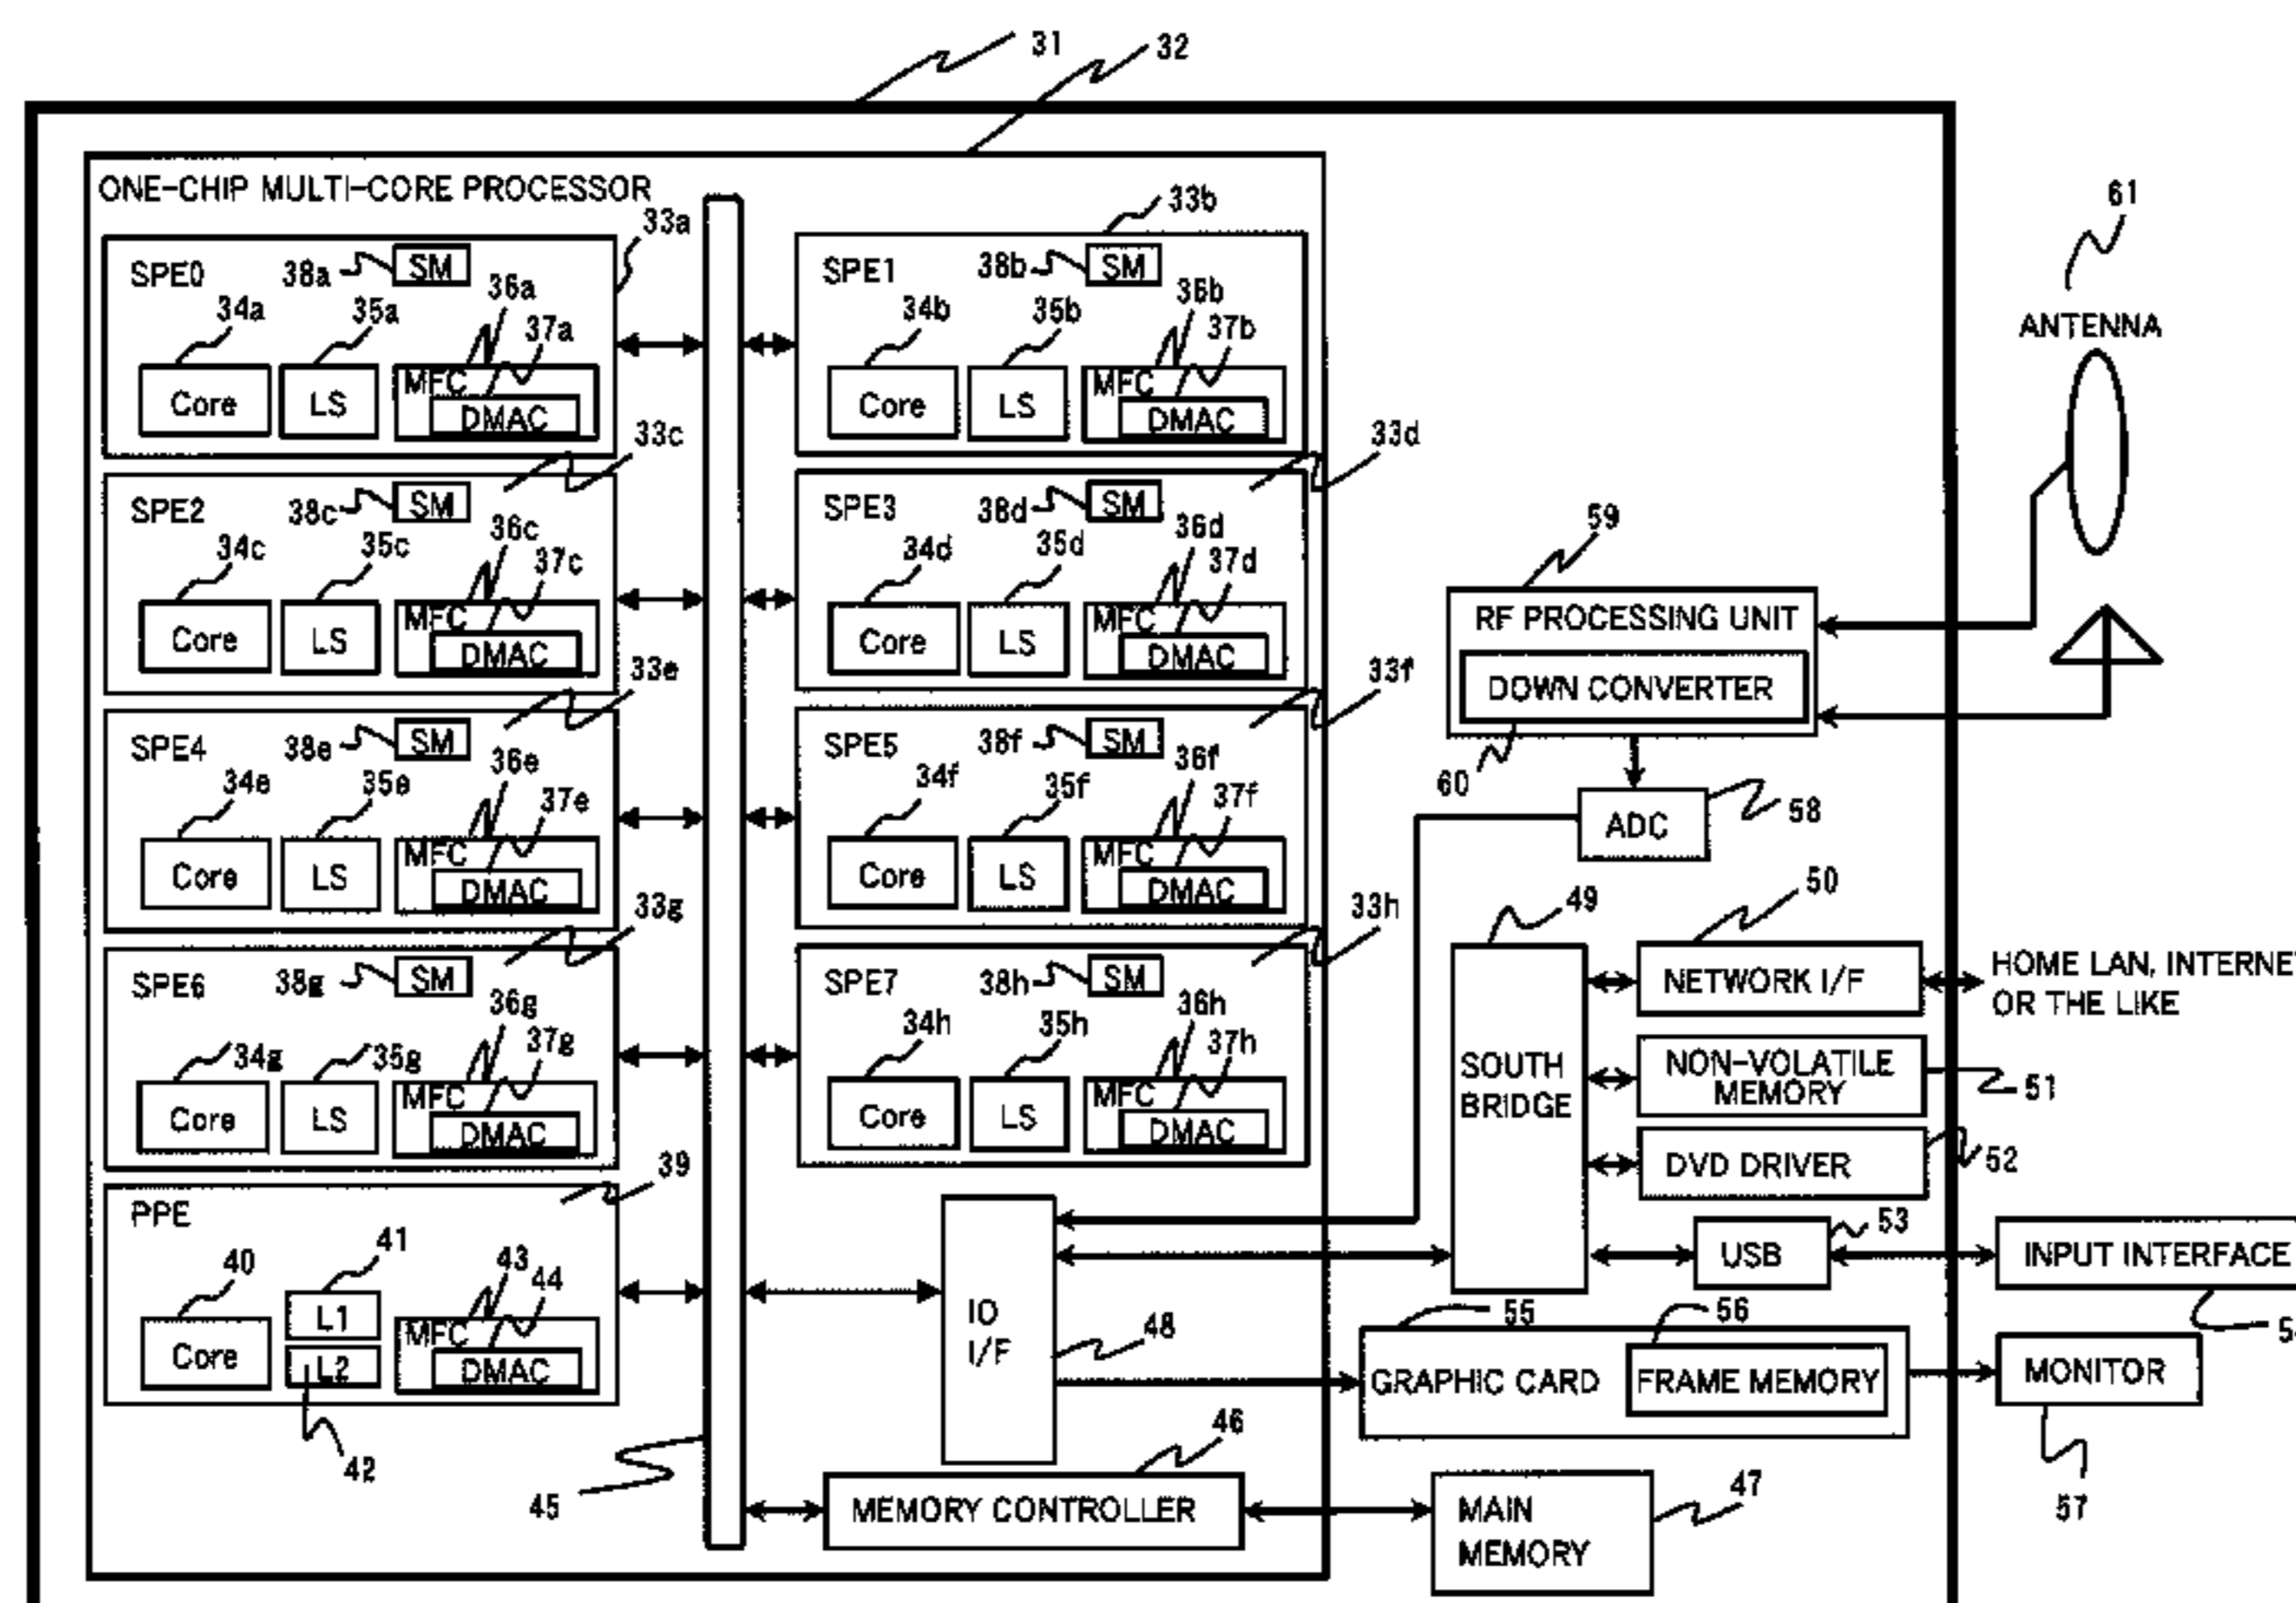 31
32
ONE-CHIP MULTI-CORE PROCESSOR
33a
SPE0
38a
SM
36a
34a
35a
37a
Core
LS
MFC
DMAC
33b
SPE1
38b
SM
36b
34b
35b
37b
Core
LS
MFC
DMAC
33c
SPE2
38c
SM
36c
34c
35c
37c
Core
LS
MFC
DMAC
33d
SPE3
38d
SM
36d
34d
35d
37d
Core
LS
MFC
DMAC
33e
SPE4
38e
SM
36e
34e
35e
37e
Core
LS
MFC
DMAC
33f
SPE5
38f
SM
36f
34f
35f
37f
Core
LS
MFC
DMAC
33g
SPE6
38g
SM
36g
34g
35g
37g
Core
LS
MFC
DMAC
33h
SPE7
38h
SM
36h
34h
35h
37h
Core
LS
MFC
DMAC
39
PPE
40
41
43
44
Core
L1
L2
MFC
DMAC
42
45
IO
I/F
48
46
MEMORY CONTROLLER
47
MAIN
MEMORY
61
ANTENNA
59
RF PROCESSING UNIT
DOWN CONVERTER
60
ADC
58
49
SOUTH
BRIDGE
50
NETWORK I/F
HOME LAN, INTERNE
OR THE LIKE
NON-VOLATILE
MEMORY
51
DVD DRIVER
52
53
USB
INPUT INTERFACE
55
56
GRAPHIC CARD
FRAME MEMORY
MONITOR
57